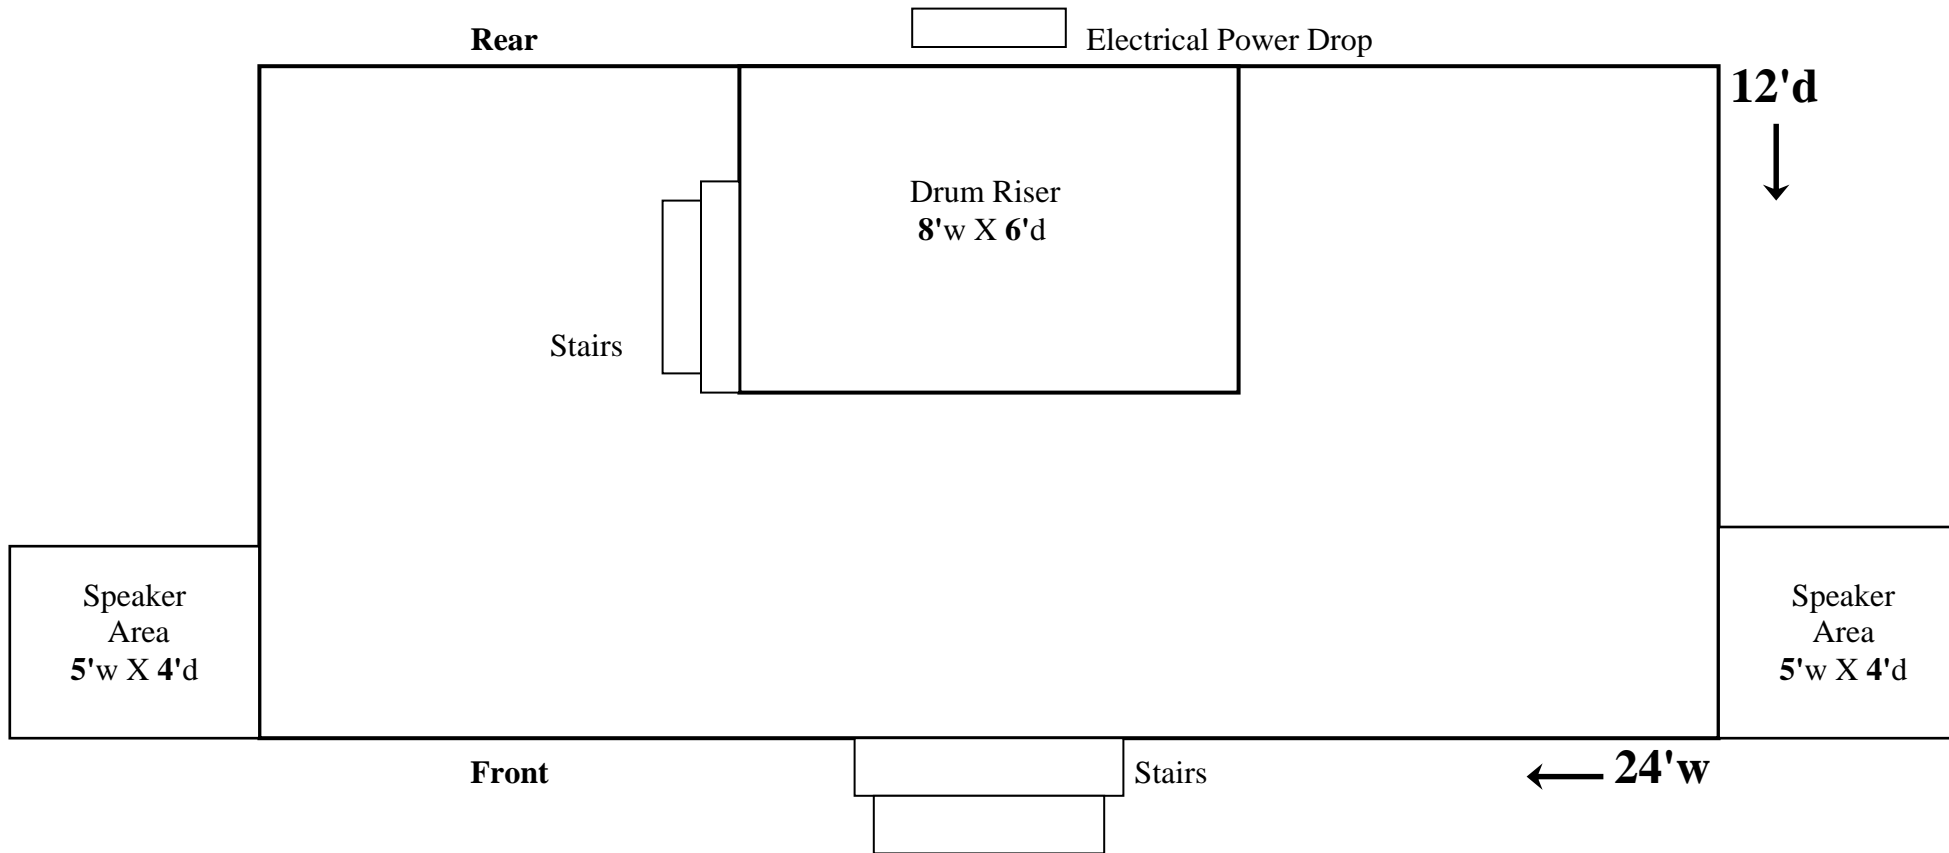 Rear
Electrical Power Drop
12'd
Drum Riser
8'w X 6'd
Stairs
Speaker
Area
5'w X 4'd
Speaker
Area
5'w X 4'd
Front
Stairs
24'w